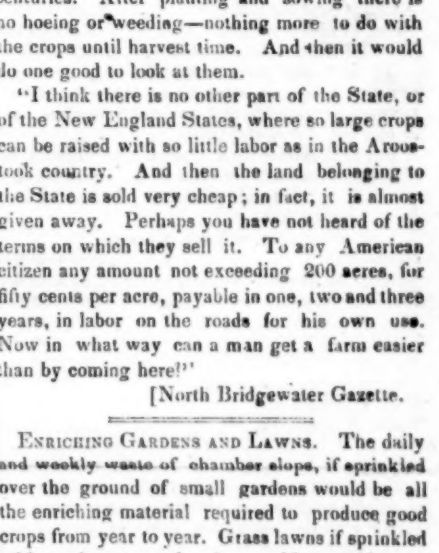 centuries. After planting and sowing there is
no hoeing or weeding—nothing more to do with
the crops until harvest time. And then it would
do one good to look at them.
"I think there is no other part of the State, or
of the New England States, where so large crops
can be raised with so little labor as in the Aroos-
took country. And then the land belonging to
the State is sold very cheap; in fact, it is almost
given away. Perhaps you have not heard of the
terms on which they sell it. To any American
citizen any amount not exceeding 200 acres, for
fifty cents per acre, payable in one, two and three
years, in labor on the roads for his own use.
Now in what way can a man get a farm easier
than by coming here?"
[North Bridgewater Gazette.
ENRICHING GARDENS AND LAWNS. The daily
and weekly waste of chamber slops, if sprinkled
over the ground of small gardens would be all
the enriching material required to produce good
crops from year to year. Grass lawns if sprinkled